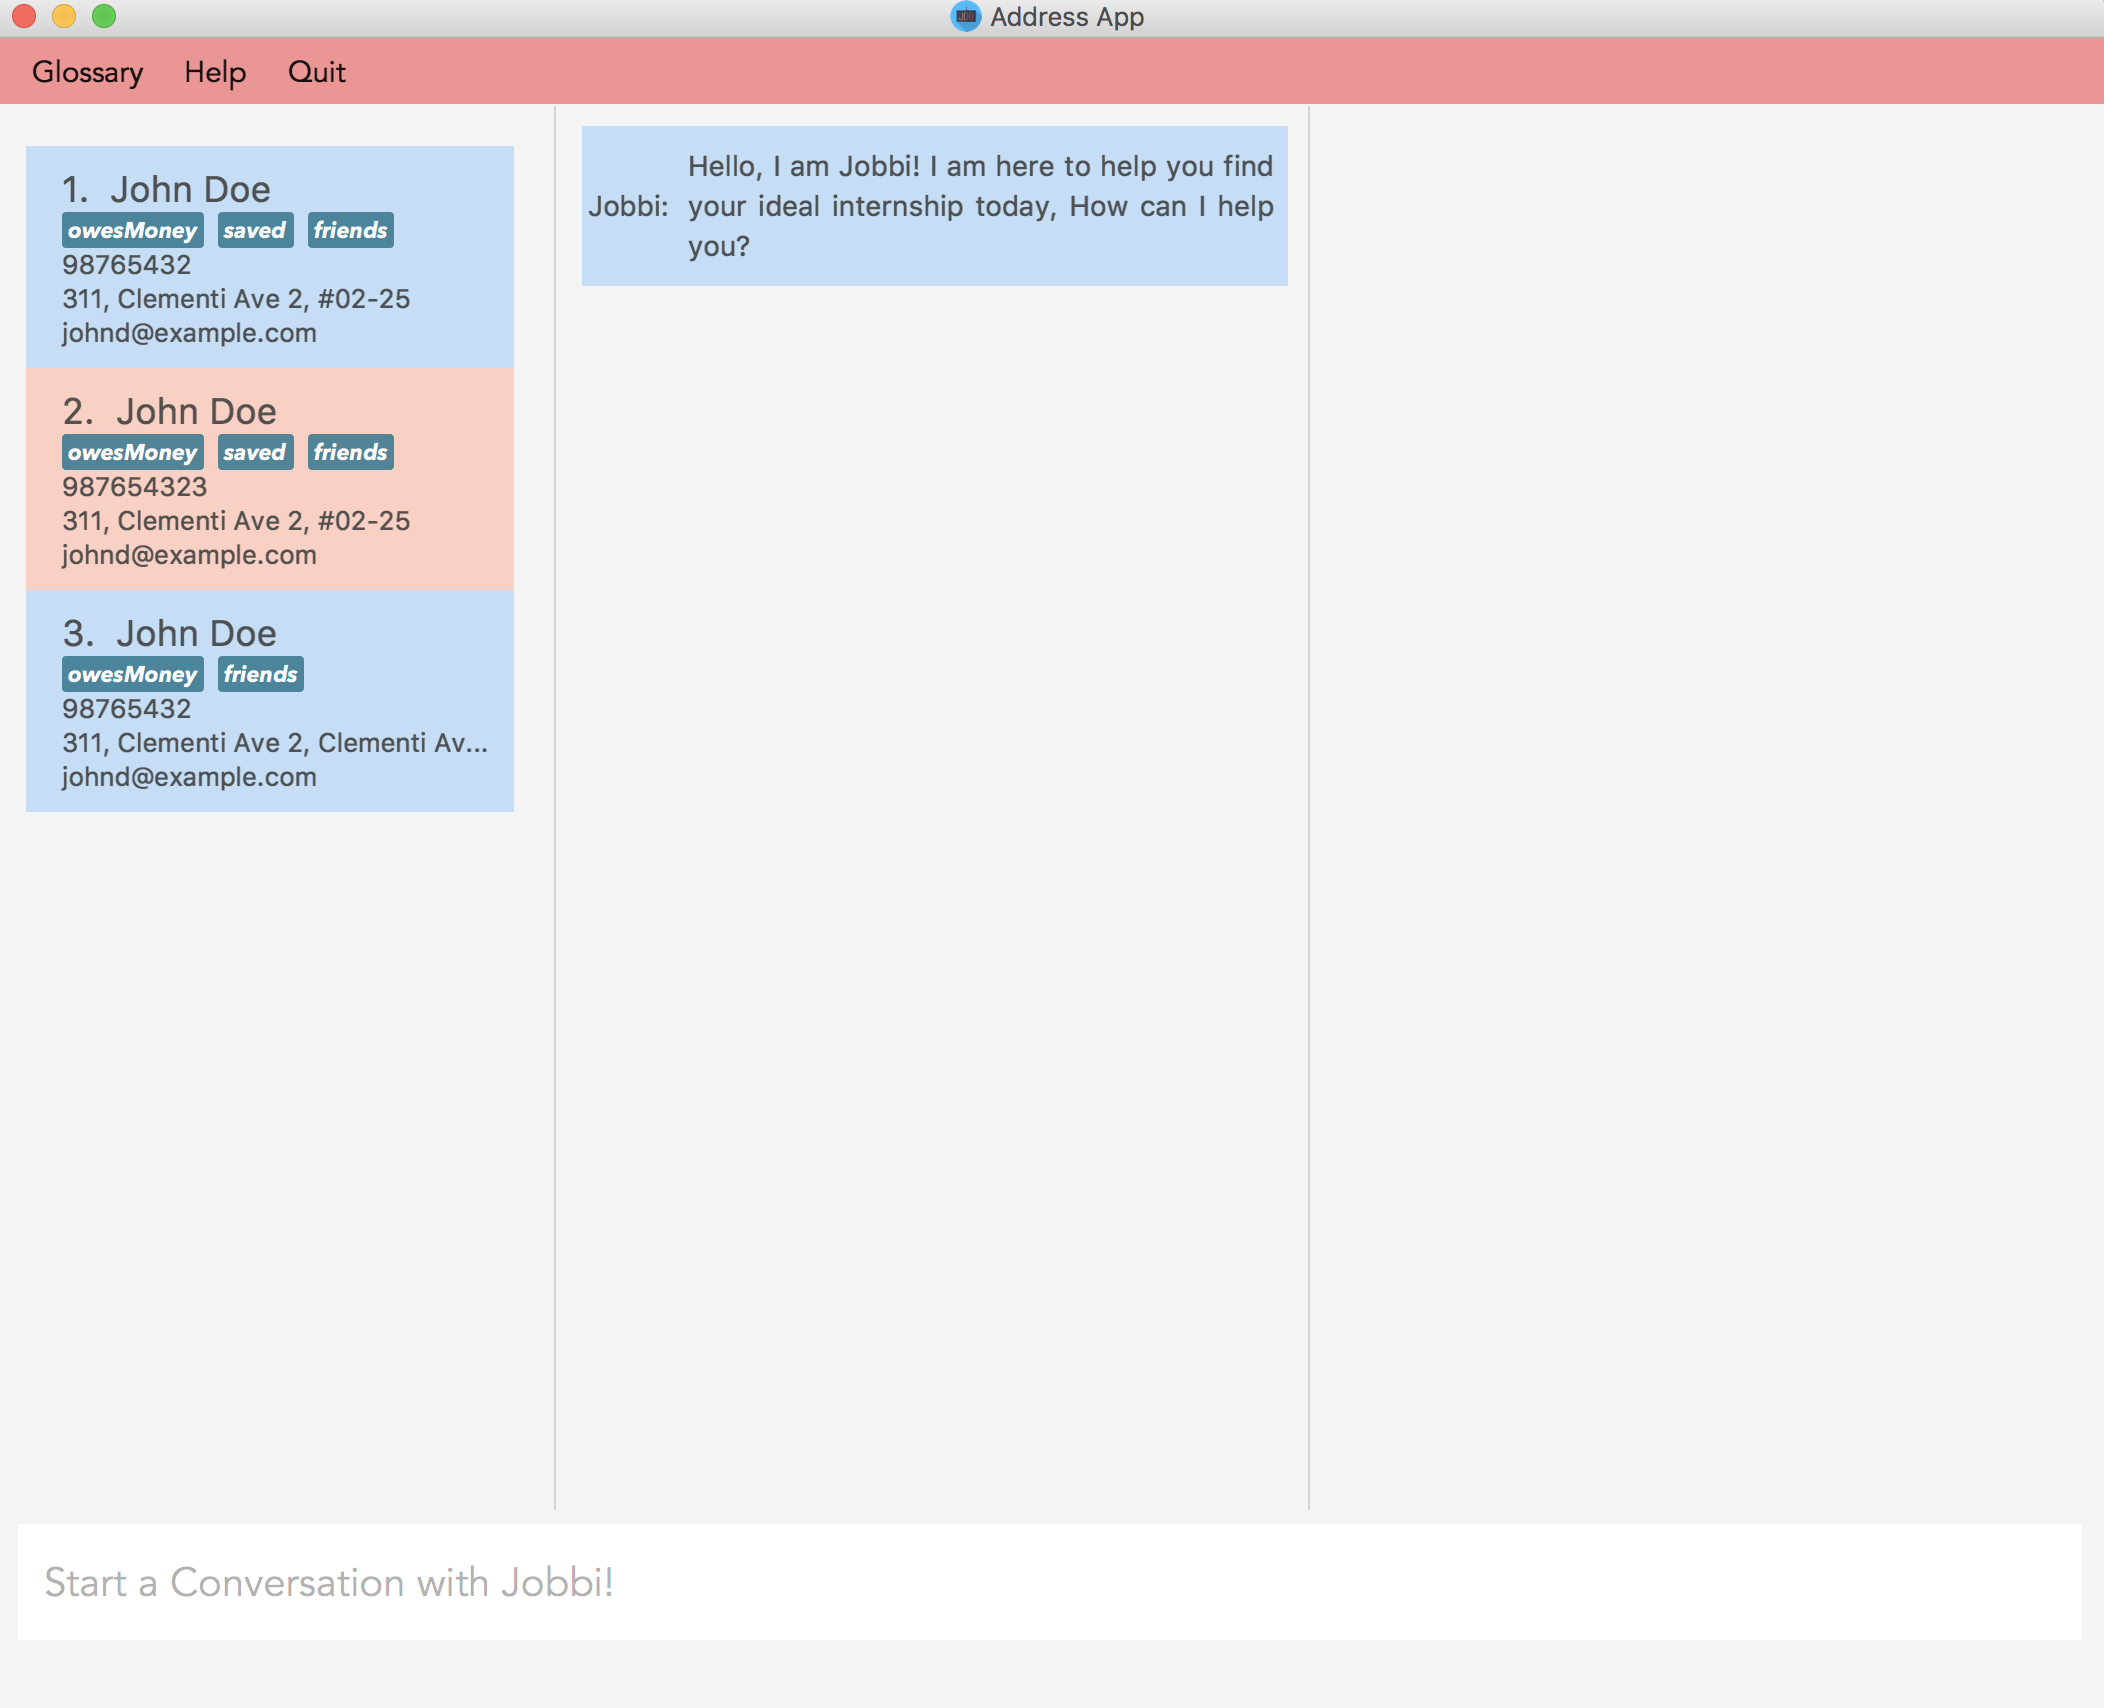 JOB
Address App
Glossary Help Quit
1. John Doe
owesMoney saved friends
98765432
311, Clementi Ave 2, #02-25
johnd@example.com
2. John Doe
owesMoney saved friends
987654323
311, Clementi Ave 2, #02-25
johnd@example.com
3. John Doe
owesMoney friends
98765432
311, Clementi Ave 2, Clementi Av...
johnd@example.com
Hello, I am Jobbi! I am here to help you find
Jobbi: your ideal internship today, How can I help
you?
Start a Conversation with Jobbi!